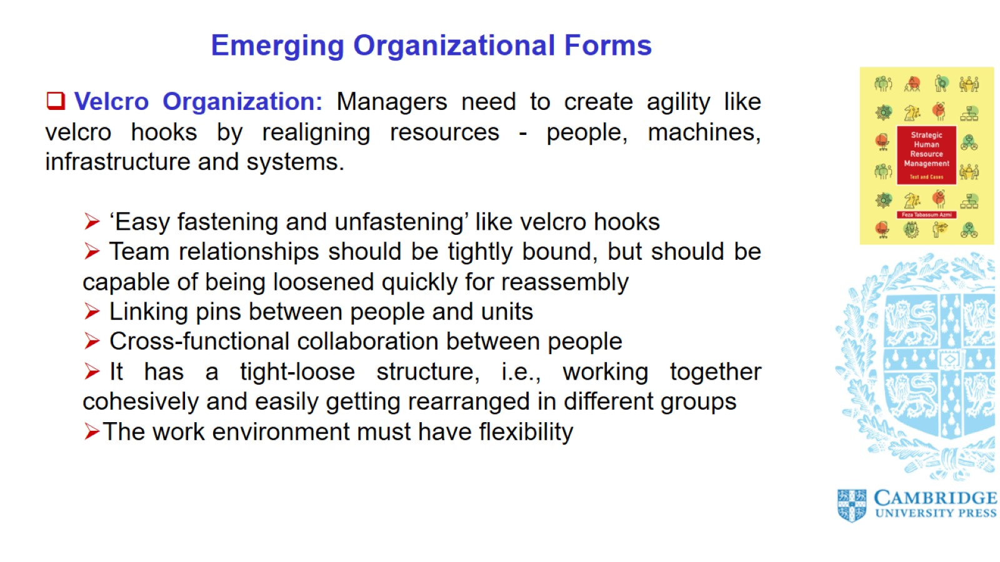 Emerging Organizational Forms
❑ Velcro Organization: Managers need to create agility like
velcro hooks by realigning resources - people, machines,
infrastructure and systems.
➢ ‘Easy fastening and unfastening’ like velcro hooks
➢ Team relationships should be tightly bound, but should be
capable of being loosened quickly for reassembly
➢ Linking pins between people and units
➢ Cross-functional collaboration between people
➢ It has a tight-loose structure, i.e., working together
cohesively and easily getting rearranged in different groups
➢The work environment must have flexibility
Strategic
Human
Resource
Management
Text and Cases
Feza Tabassum Azmi
CAMBRIDGE
UNIVERSITY PRESS